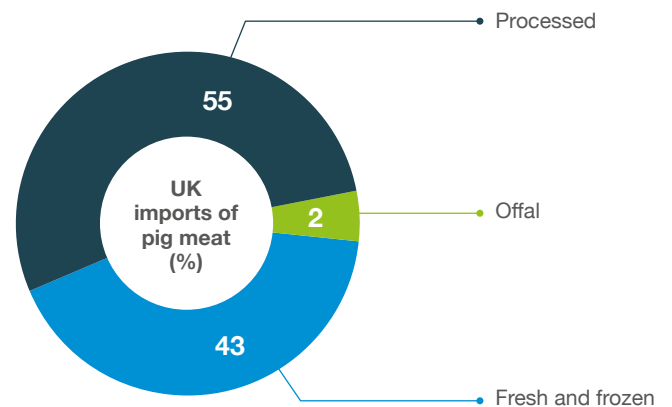 Processed
55
UK
imports of
pig meat
(%)
Offal
2
43
Fresh and frozen